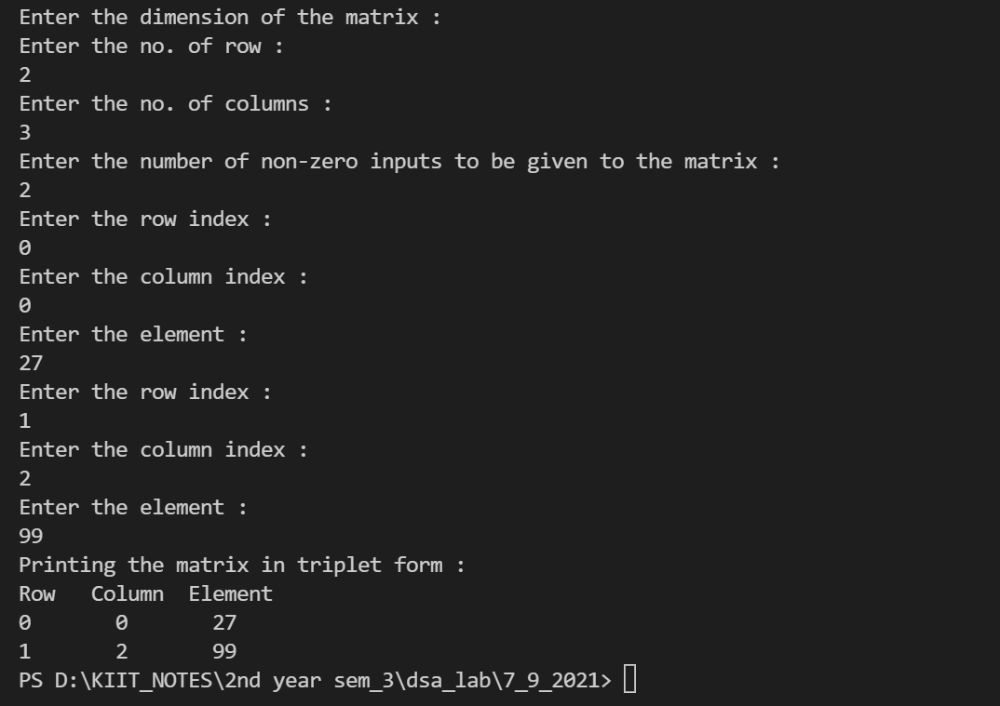 Enter the dimension of the matrix :
Enter the no. of row :
2
Enter the no. of columns :
3
Enter the number of non-zero inputs to be given to the matrix :
2
Enter the row index :
0
Enter the column index :
0
Enter the element :
27
Enter the row index :
1
Enter the column index :
2
Enter the element :
99
Printing the matrix in triplet form :
Row   Column  Element
0       0       27
1       2       99
PS D:\KIIT_NOTES\2nd year sem_3\dsa_lab\7_9_2021>